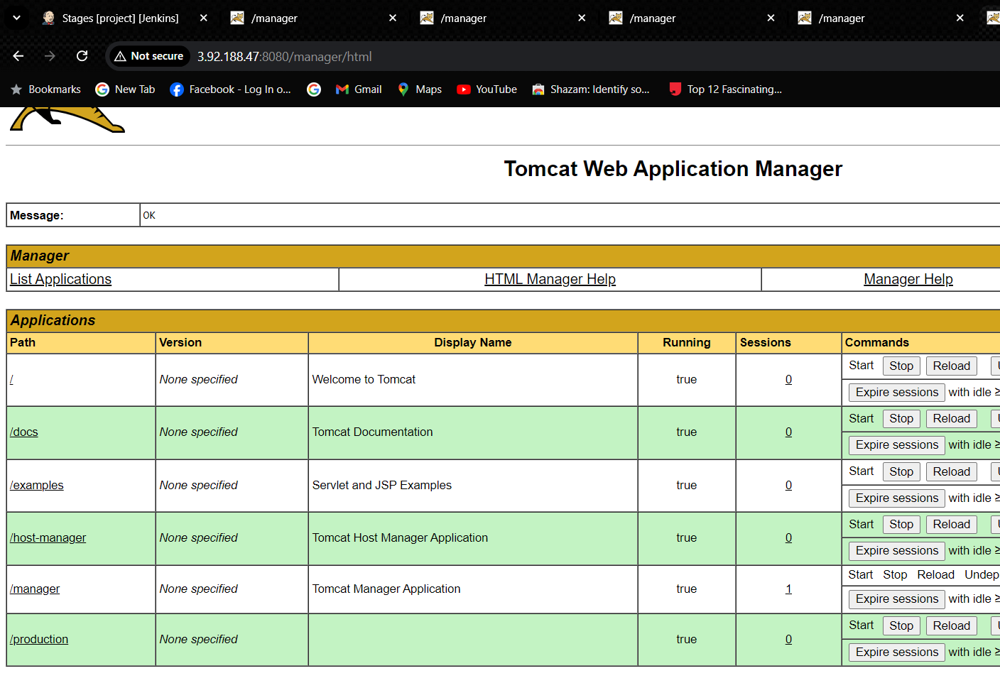 Stages [project] [Jenkins]
/manager
/manager
/manager
/manager
Not secure 3.92.188.47:8080/manager/html
Bookmarks New Tab Facebook - Log In o... Gmail Maps YouTube Shazam: Identify so... Top 12 Fascinating...
Tomcat Web Application Manager
Message: OK
Manager
List Applications HTML Manager Help Manager Help
Applications
Path Version Display Name Running Sessions Commands
/ None specified Welcome to Tomcat true 0 Start Stop Reload
Expire sessions with idle ≥
/docs None specified Tomcat Documentation true 0 Start Stop Reload
Expire sessions with idle ≥
/examples None specified Servlet and JSP Examples true 0 Start Stop Reload
Expire sessions with idle ≥
/host-manager None specified Tomcat Host Manager Application true 0 Start Stop Reload
Expire sessions with idle ≥
/manager None specified Tomcat Manager Application true 1 Start Stop Reload Undep
Expire sessions with idle ≥
/production None specified true 0 Start Stop Reload
Expire sessions with idle ≥